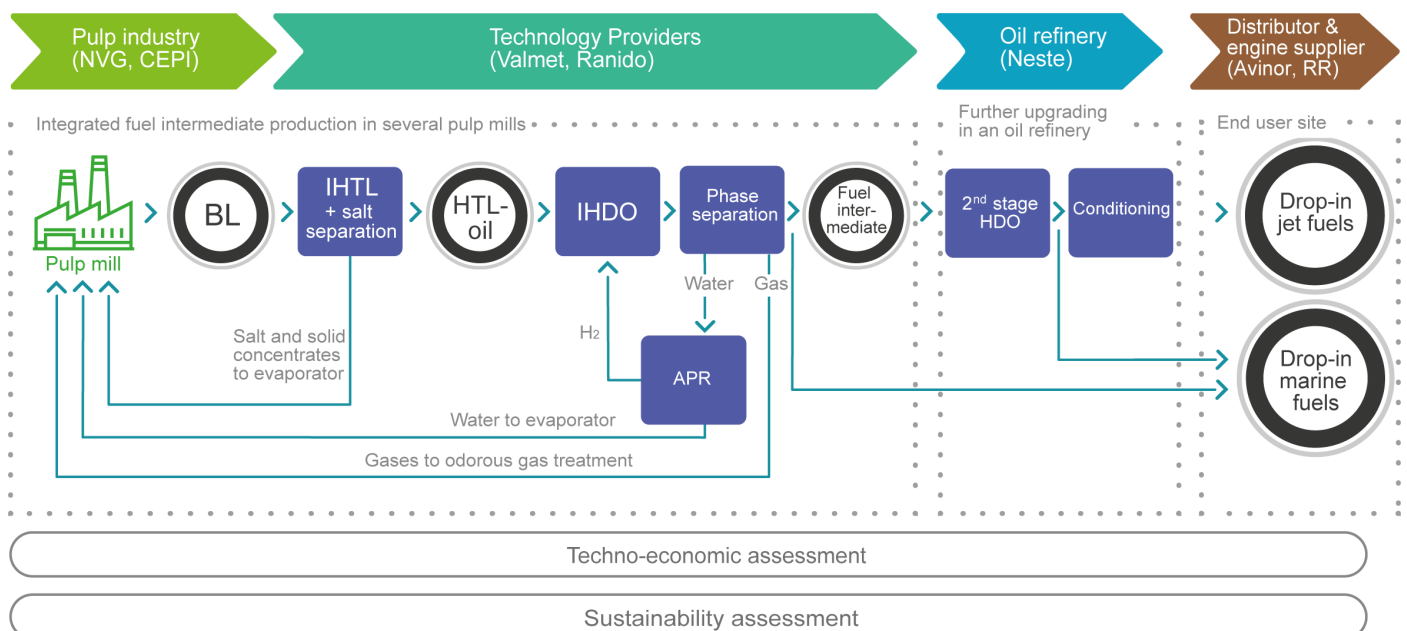 Pulp industry
(NVG, CEPI)
Technology Providers
(Valmet, Ranido)
Oil refinery
(Neste)
Distributor &
engine supplier
(Avinor, RR)
Integrated fuel intermediate production in several pulp mills
Further upgrading
in an oil refinery
End user site
Pulp mill
BL
IHTL
+ salt
separation
HTL-
oil
IHDO
Phase
separation
Fuel
inter-
mediate
2nd stage
HDO
Conditioning
Drop-in
jet fuels
Water
Gas
Salt and solid
concentrates
to evaporator
H2
APR
Drop-in
marine
fuels
Water to evaporator
Gases to odorous gas treatment
Techno-economic assessment
Sustainability assessment